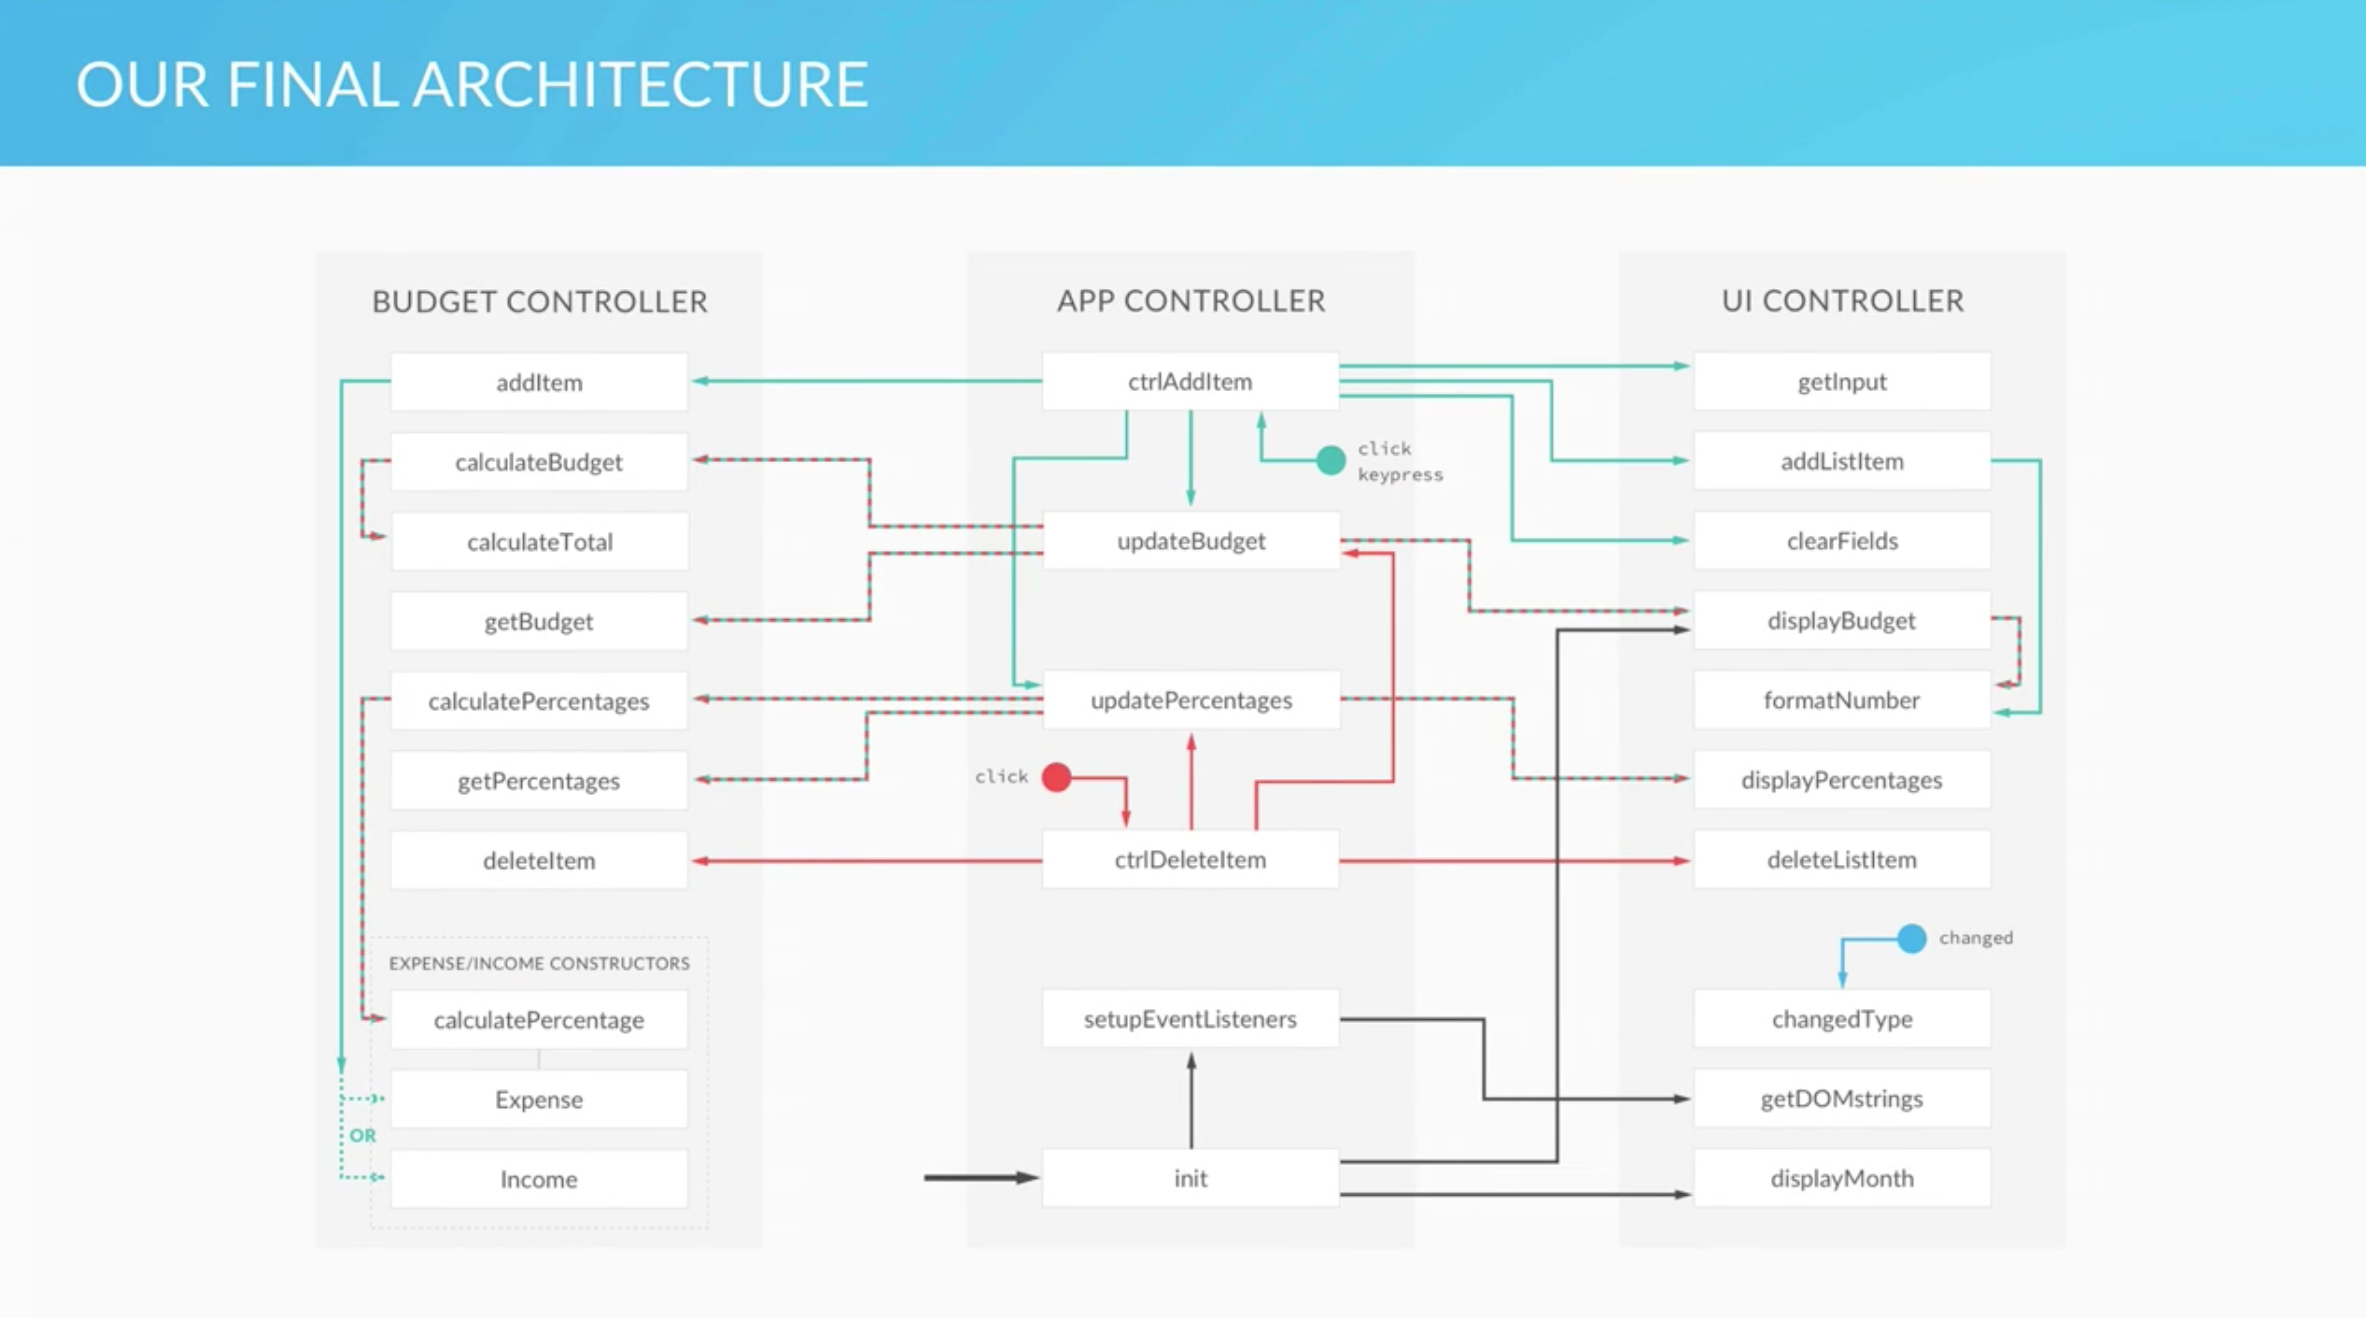 OUR FINAL ARCHITECTURE
BUDGET CONTROLLER
addItem
calculateBudget
calculateTotal
getBudget
calculatePercentages
getPercentages
deleteItem
EXPENSE/INCOME CONSTRUCTORS
calculatePercentage
Expense
OR
Income
APP CONTROLLER
ctrlAddItem
click
keypress
updateBudget
updatePercentages
click
ctrlDeleteItem
setupEventListeners
init
UI CONTROLLER
getInput
addListItem
clearFields
displayBudget
formatNumber
displayPercentages
deleteListItem
changed
changedType
getDOMstrings
displayMonth